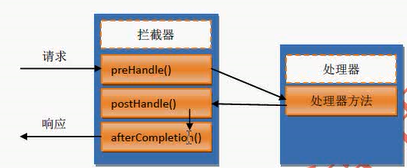 拦截器
请求
preHandle()
处理器
postHandle()
处理器方法
响应
afterCompletion()